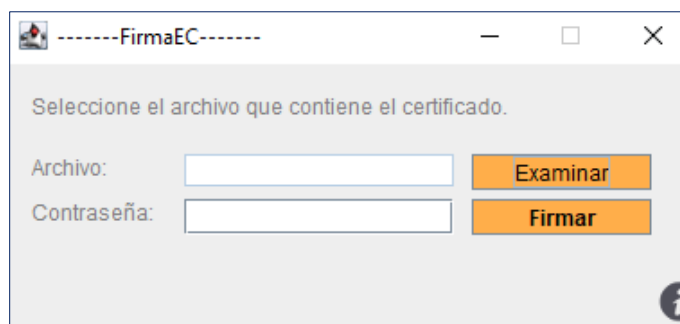 -------FirmaEC-------
Seleccione el archivo que contiene el certificado.
Archivo:
Examinar
Contraseña:
Firmar
i